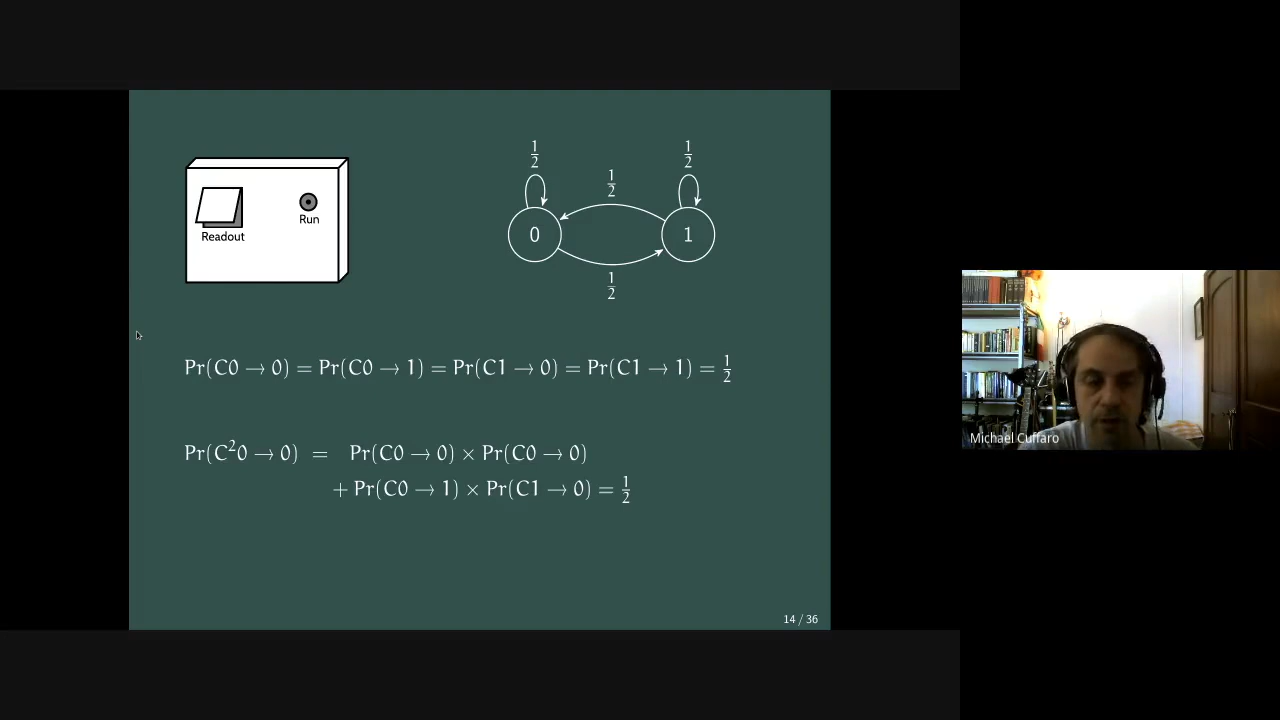 1/2 1/2
1/2
Run
Readout
0 1
1/2
Pr(C0 → 0) = Pr(C0 → 1) = Pr(C1 → 0) = Pr(C1 → 1) = 1/2
Pr(C²0 → 0) = Pr(C0 → 0) × Pr(C0 → 0)
+ Pr(C0 → 1) × Pr(C1 → 0) = 1/2
14 / 36
Michael Cuffaro